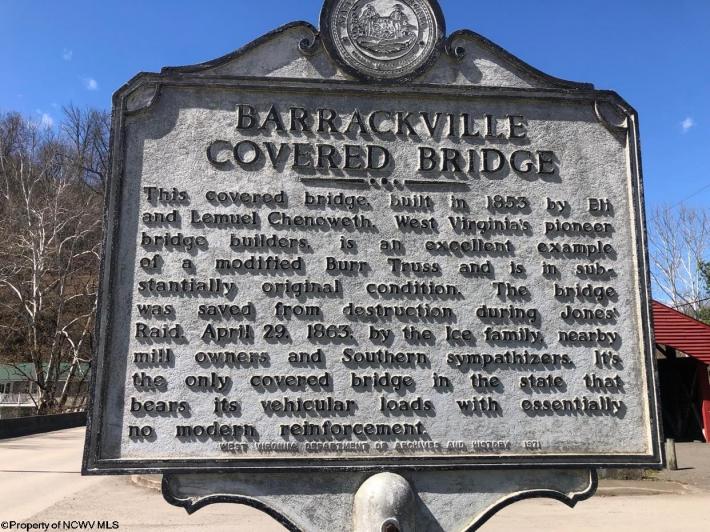 BARRACKVILLE
COVERED BRIDGE
This covered bridge, built in 1853 by Eli
and Lemuel Chenoweth, West Virginia's pioneer
bridge builders, is an excellent example
of a modified Burr Truss and is in sub-
stantially original condition. The bridge
was saved from destruction during Jones'
Raid, April 29, 1863, by the Ice family, nearby
mill owners and Southern sympathizers. It's
the only covered bridge in the state that
bears its vehicular loads with essentially
no modern reinforcement.
WEST VIRGINIA DEPARTMENT OF ARCHIVES AND HISTORY 1971
©Property of NCWV MLS